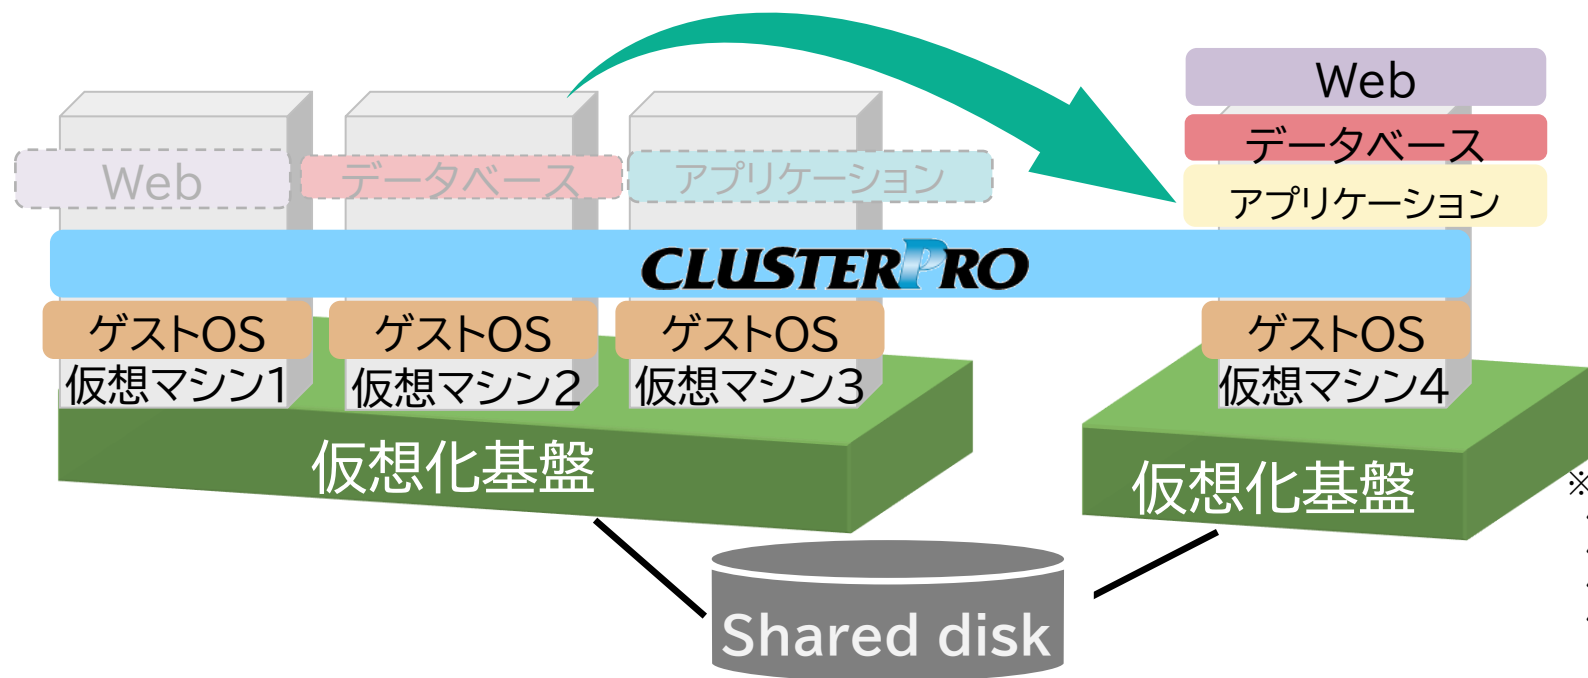 Web
データベース
アプリケーション
Web
データベース
アプリケーション
CLUSTERPRO
ゲストOS
ゲストOS
ゲストOS
ゲストOS
仮想マシン1
仮想マシン2
仮想マシン3
仮想マシン4
仮想化基盤
仮想化基盤
※
Shared disk